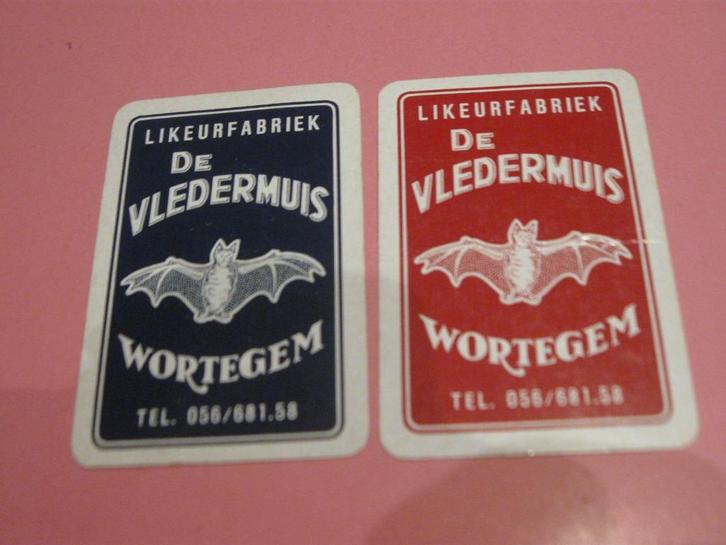 LIKEURFABRIEK
DE
VLEDERMUIS
WORTEGEM
TEL. 056/681.58
LIKEURFABRIEK
DE
VLEDERMUIS
WORTEGEM
TEL. 056/681.58